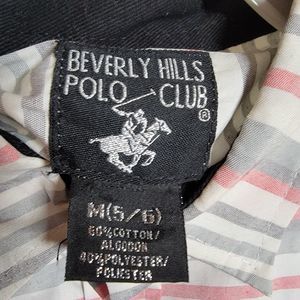 BEVERLY HILLS
POLO CLUB
®
M(5/6)
60%COTTON/
ALGODON
40%POLYESTER/
POLIESTER